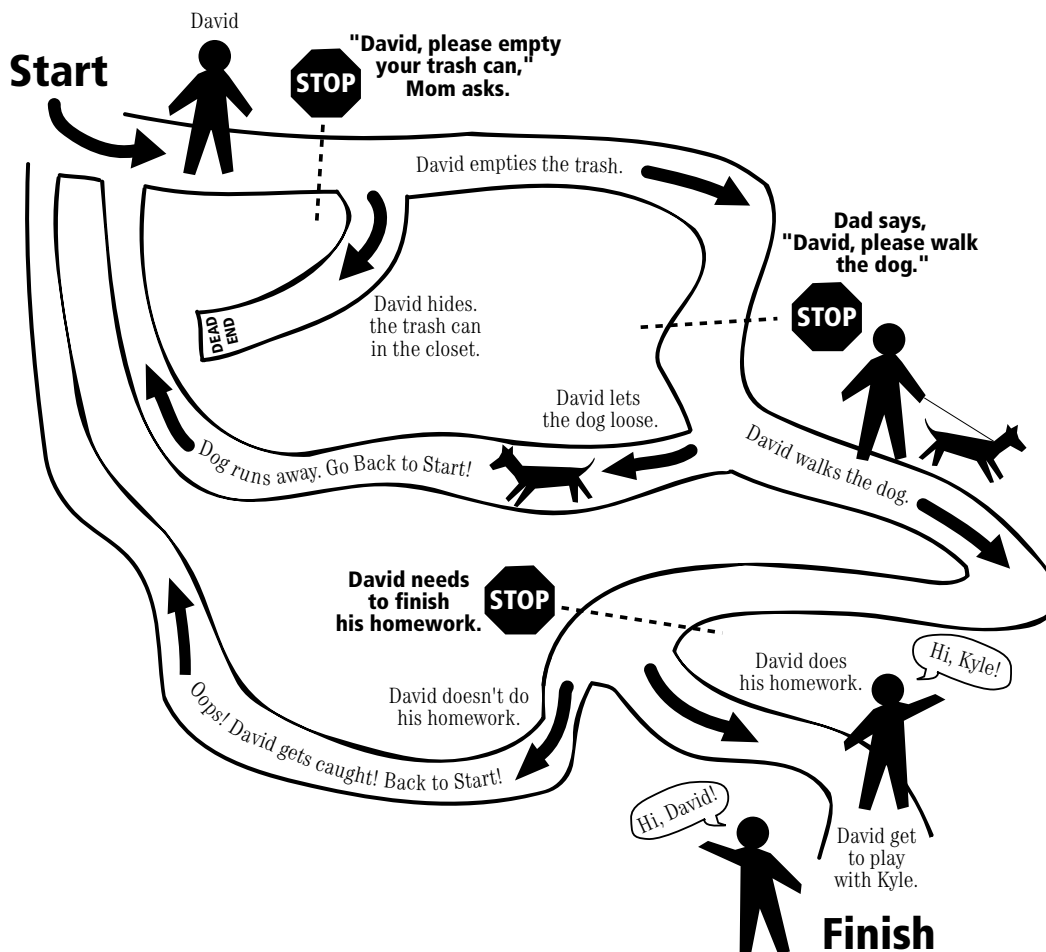 David
Start
STOP
"David, please empty
your trash can,"
Mom asks.
David empties the trash.
Dad says,
"David, please walk
the dog."
STOP
David hides.
the trash can
in the closet.
DEAD
END
David lets
the dog loose.
Dog runs away. Go Back to Start!
David walks the dog.
David needs
to finish
his homework.
STOP
David does
his homework.
Hi, Kyle!
David doesn't do
his homework.
Oops! David gets caught! Back to Start!
Hi, David!
David get
to play
with Kyle.
Finish